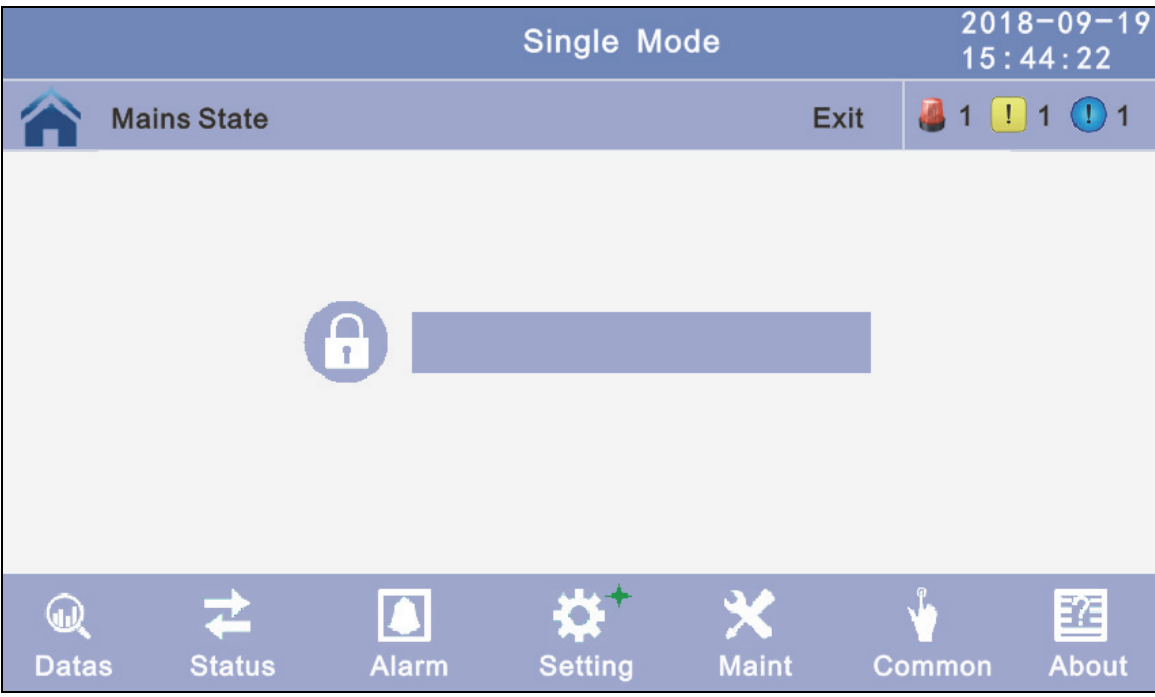 Single Mode
2018-09-19
15:44:22
Mains State
Exit
1
! 1
! 1
Datas
Status
Alarm
Setting
Maint
Common
? About